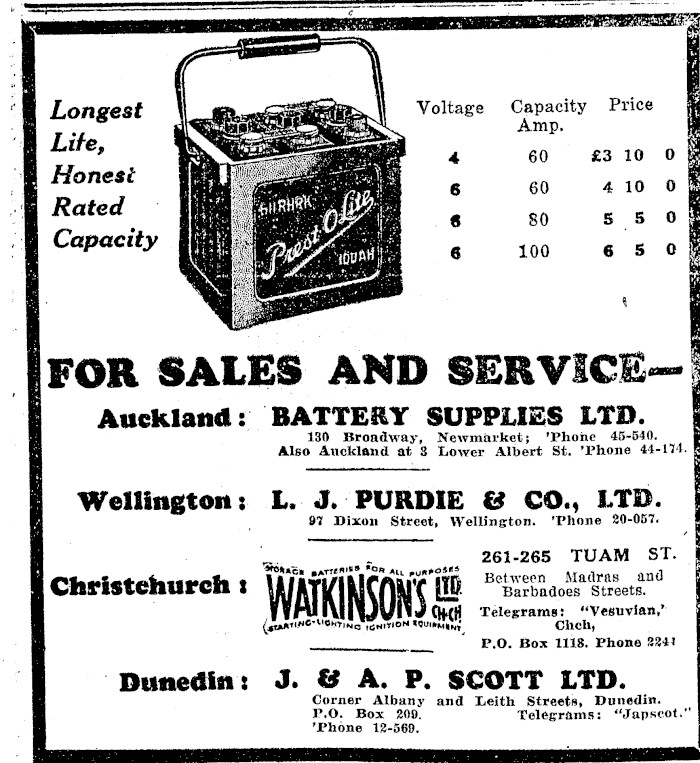 Longest
Life,
Honest
Rated
Capacity
Prest-O-Lite
100AH
Voltage Capacity Price
Amp.
4 60 £3 10 0
6 60 4 10 0
6 80 5 5 0
6 100 6 5 0
FOR SALES AND SERVICE—
Auckland: BATTERY SUPPLIES LTD.
130 Broadway, Newmarket; 'Phone 45-540.
Also Auckland at 3 Lower Albert St. 'Phone 44-174.
Wellington: L. J. PURDIE & CO., LTD.
97 Dixon Street, Wellington. 'Phone 20-057.
Christchurch:
STORAGE BATTERIES FOR ALL PURPOSES
WATKINSON'S LTD
CH-CH
(STARTING-LIGHTING IGNITION EQUIPMENT)
261-265 TUAM ST.
Between Madras and
Barbadoes Streets.
Telegrams: "Vesuvian,"
Chch,
P.O. Box 1118. Phone 2241
Dunedin: J. & A. P. SCOTT LTD.
Corner Albany and Leith Streets, Dunedin.
P.O. Box 209. Telegrams: "Japscot."
'Phone 12-569.